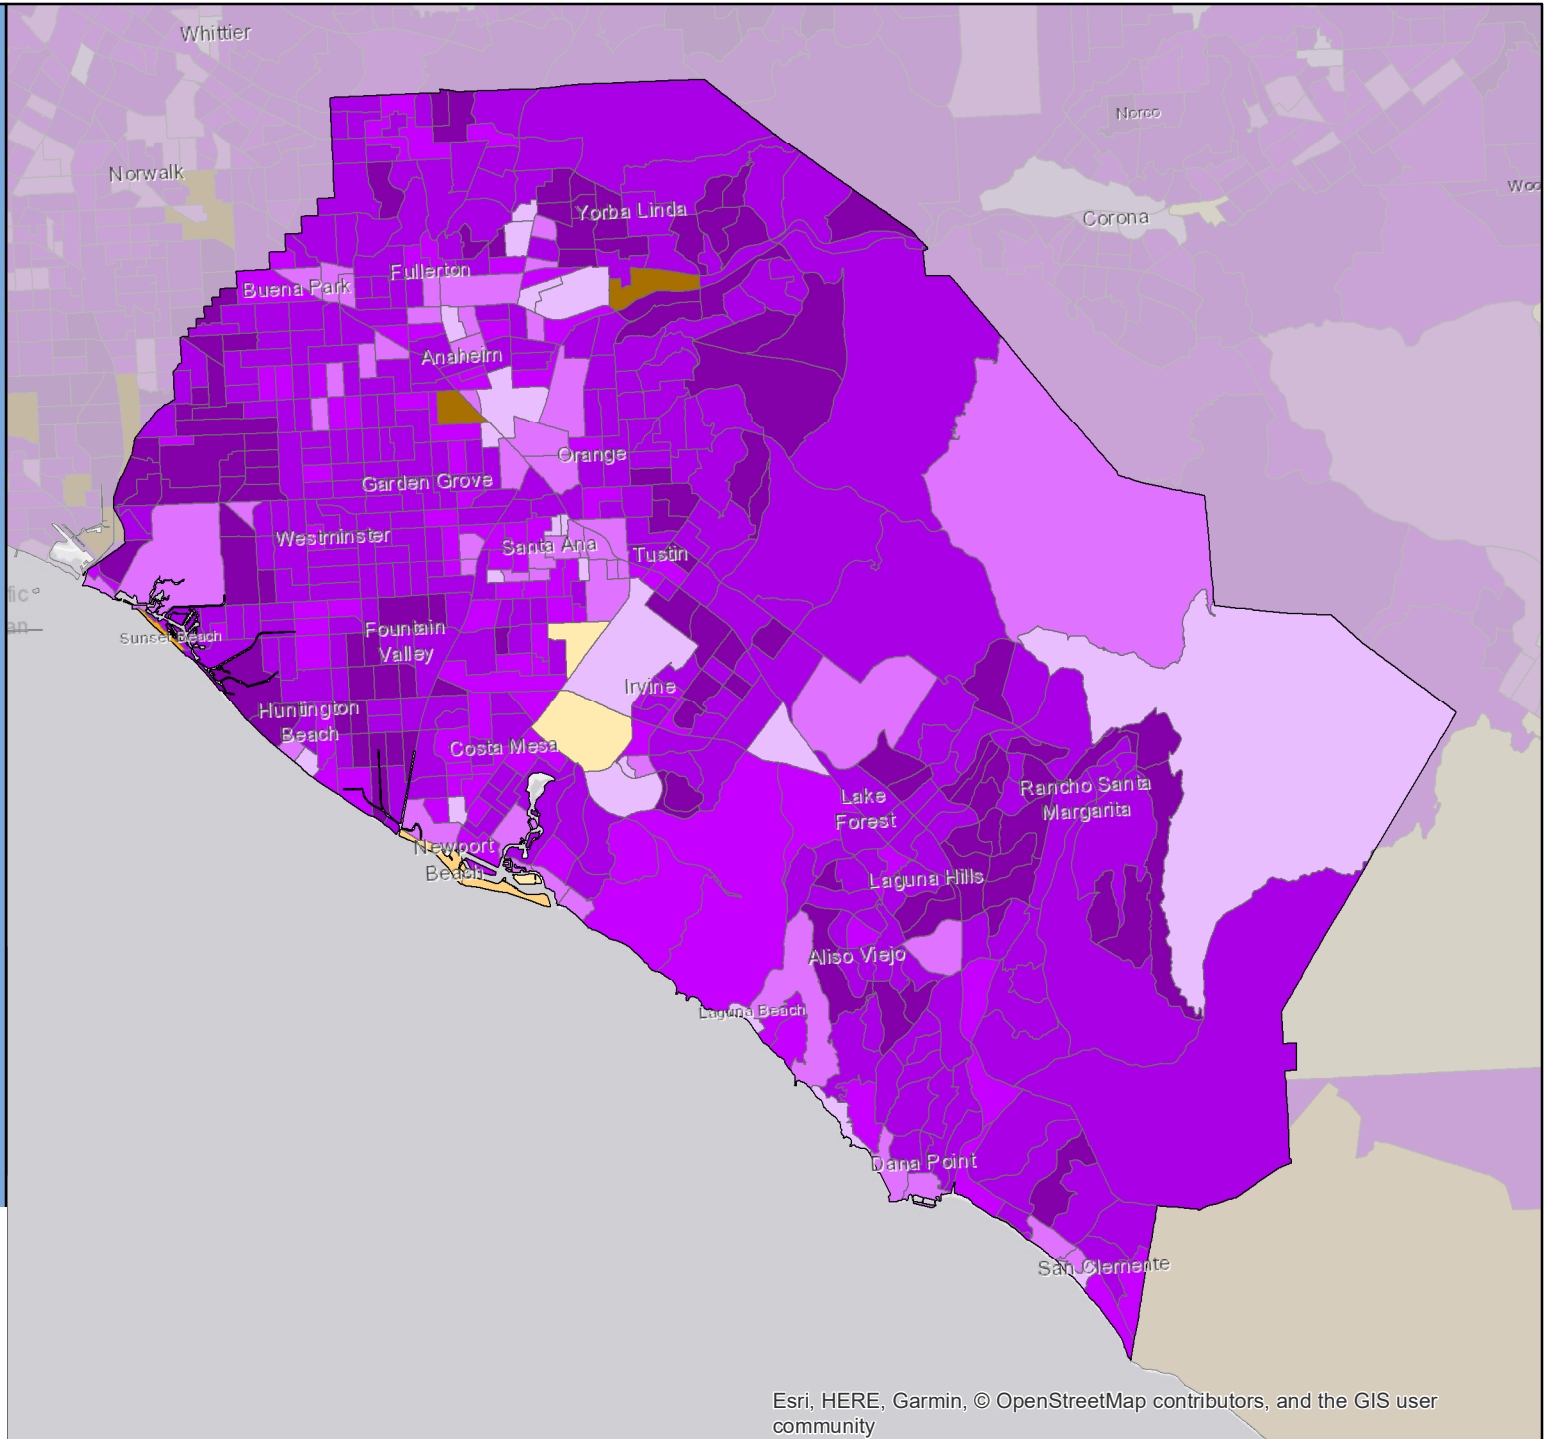 Whittier
Norco
Norwalk
Woo
Yorba Linda
Corona
Fullerton
Buena Park
Anaheim
Orange
Garden Grove
Westminster
Santa Ana
Tustin
fic
an
Sunset Beach
Fountain
Valley
Irvine
Huntington
Beach
Costa Mesa
Rancho Santa
Margarita
Lake
Forest
Newport
Beach
Laguna Hills
Aliso Viejo
Laguna Beach
Dana Point
San Clemente
Esri, HERE, Garmin, © OpenStreetMap contributors, and the GIS user
community